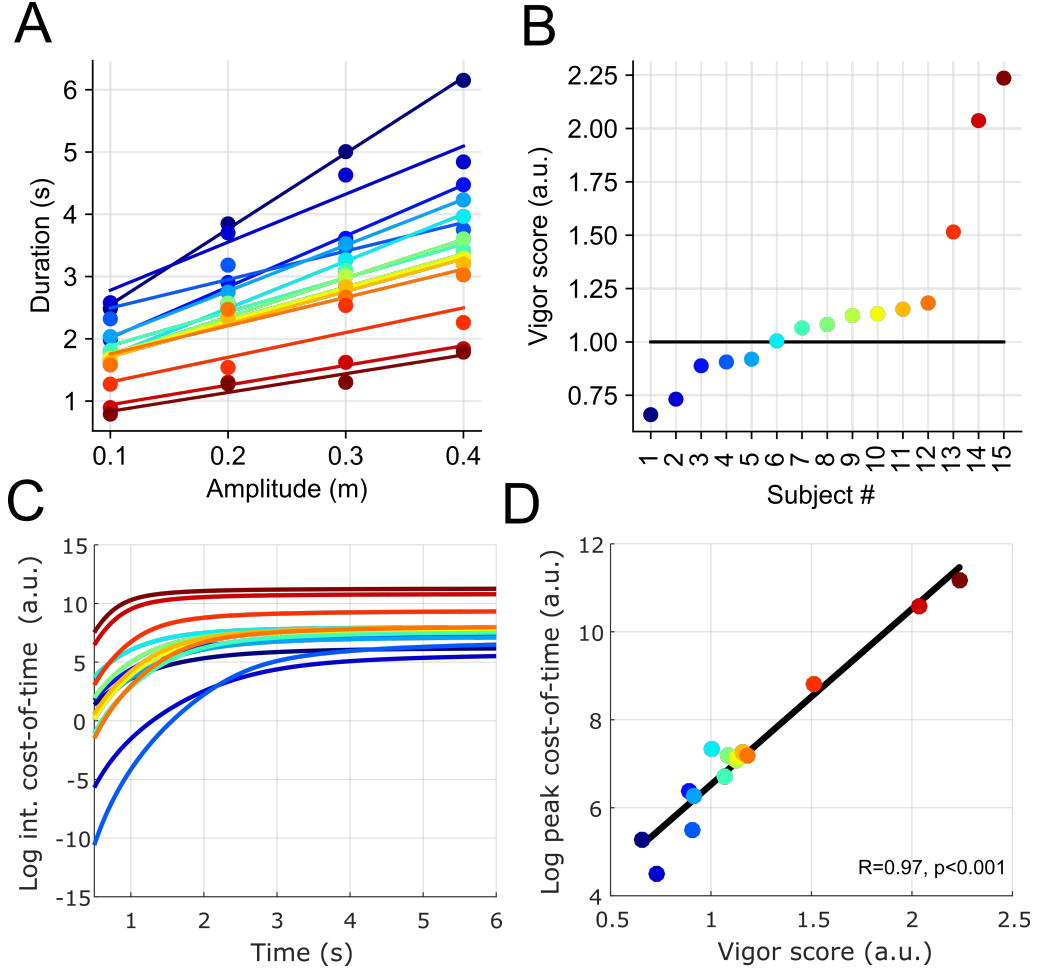 A
Duration (s)
6
5
4
3
2
1
0.1 0.2 0.3 0.4
Amplitude (m)
B
Vigor score (a.u.)
2.25
2.00
1.75
1.50
1.25
1.00
0.75
1 2 3 4 5 6 7 8 9 10 11 12 13 14 15
Subject #
C
Log int. cost-of-time (a.u.)
15
10
5
0
-5
-10
-15
1 2 3 4 5 6
Time (s)
D
Log peak cost-of-time (a.u.)
12
10
8
6
4
R=0.97, p<0.001
0.5 1 1.5 2 2.5
Vigor score (a.u.)